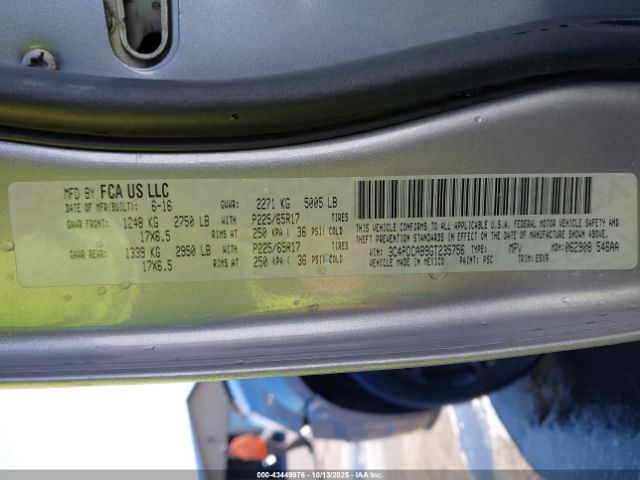 MFD BY FCA US LLC
DATE OF MFR(BUILT): 6-16 GVWR: 2271 KG 5005 LB
GAWR FRONT: 1248 KG 2750 LB WITH P225/65R17 TIRES
17X6.5 RIMS AT 250 KPA ( 36 PSI) COLD
GAWR REAR: 1339 KG 2950 LB WITH P225/65R17 TIRES
17X6.5 RIMS AT 250 KPA ( 36 PSI) COLD
THIS VEHICLE CONFORMS TO ALL APPLICABLE U.S.A. FEDERAL MOTOR VEHICLE SAFETY AND
THEFT PREVENTION STANDARDS IN EFFECT ON THE DATE OF MANUFACTURE SHOWN ABOVE.
VIN: 3C4PDCAB9GT235756 TYPE: MPV MDH: 062908 546AA
VEHICLE MADE IN MEXICO PAINT: PSC TRIM: E5X9
00-43449976 - 10/13/2025 - COPYRIGHT IAA